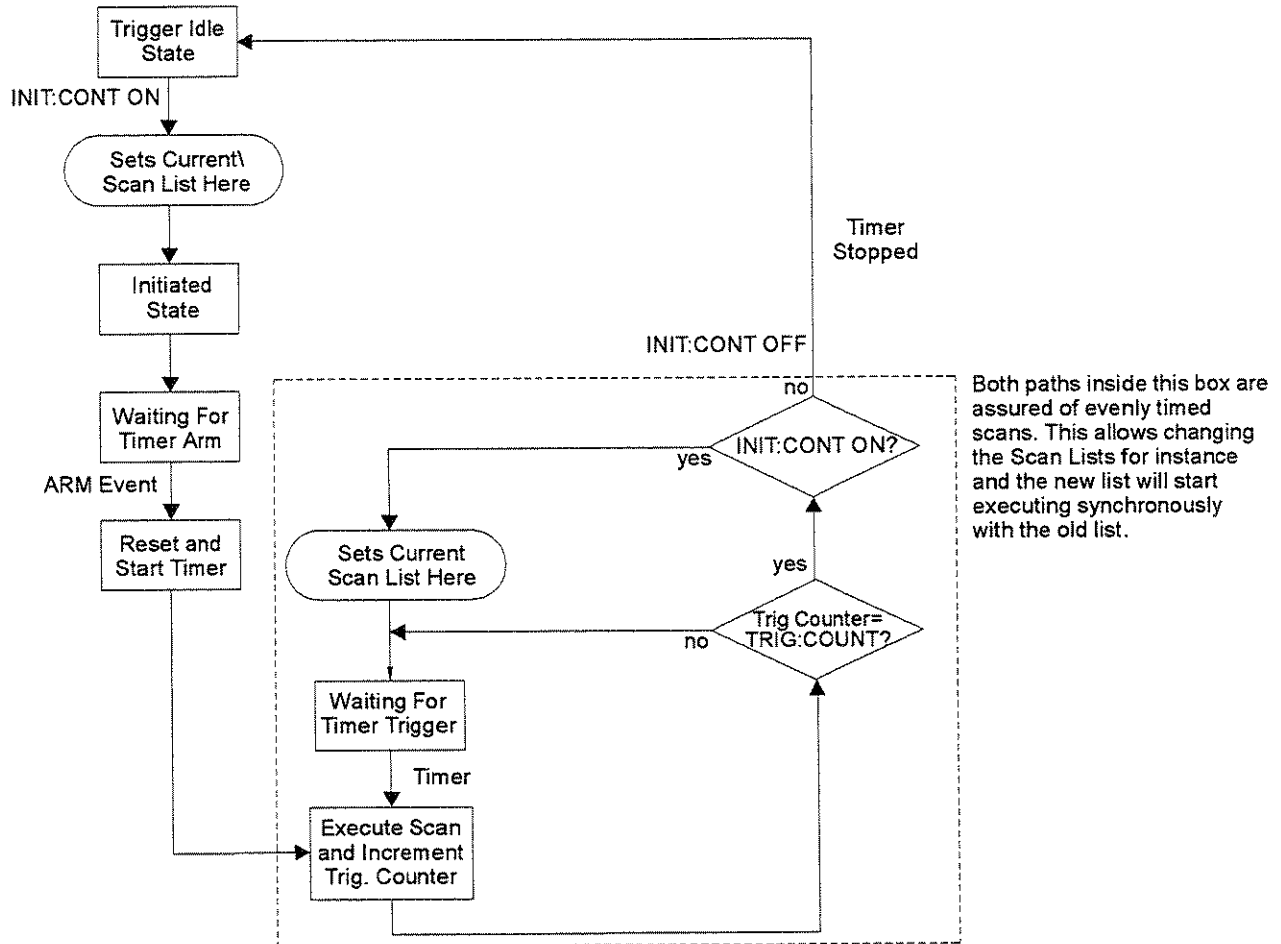 Trigger Idle
State
INIT:CONT ON
Sets Current\
Scan List Here
Initiated
State
Waiting For
Timer Arm
ARM Event
Reset and
Start Timer
Timer
Stopped
INIT:CONT OFF
no
INIT:CONT ON?
yes
Sets Current
Scan List Here
yes
Trig Counter=
TRIG:COUNT?
no
Waiting For
Timer Trigger
Timer
Execute Scan
and Increment
Trig. Counter
Both paths inside this box are
assured of evenly timed
scans. This allows changing
the Scan Lists for instance
and the new list will start
executing synchronously
with the old list.